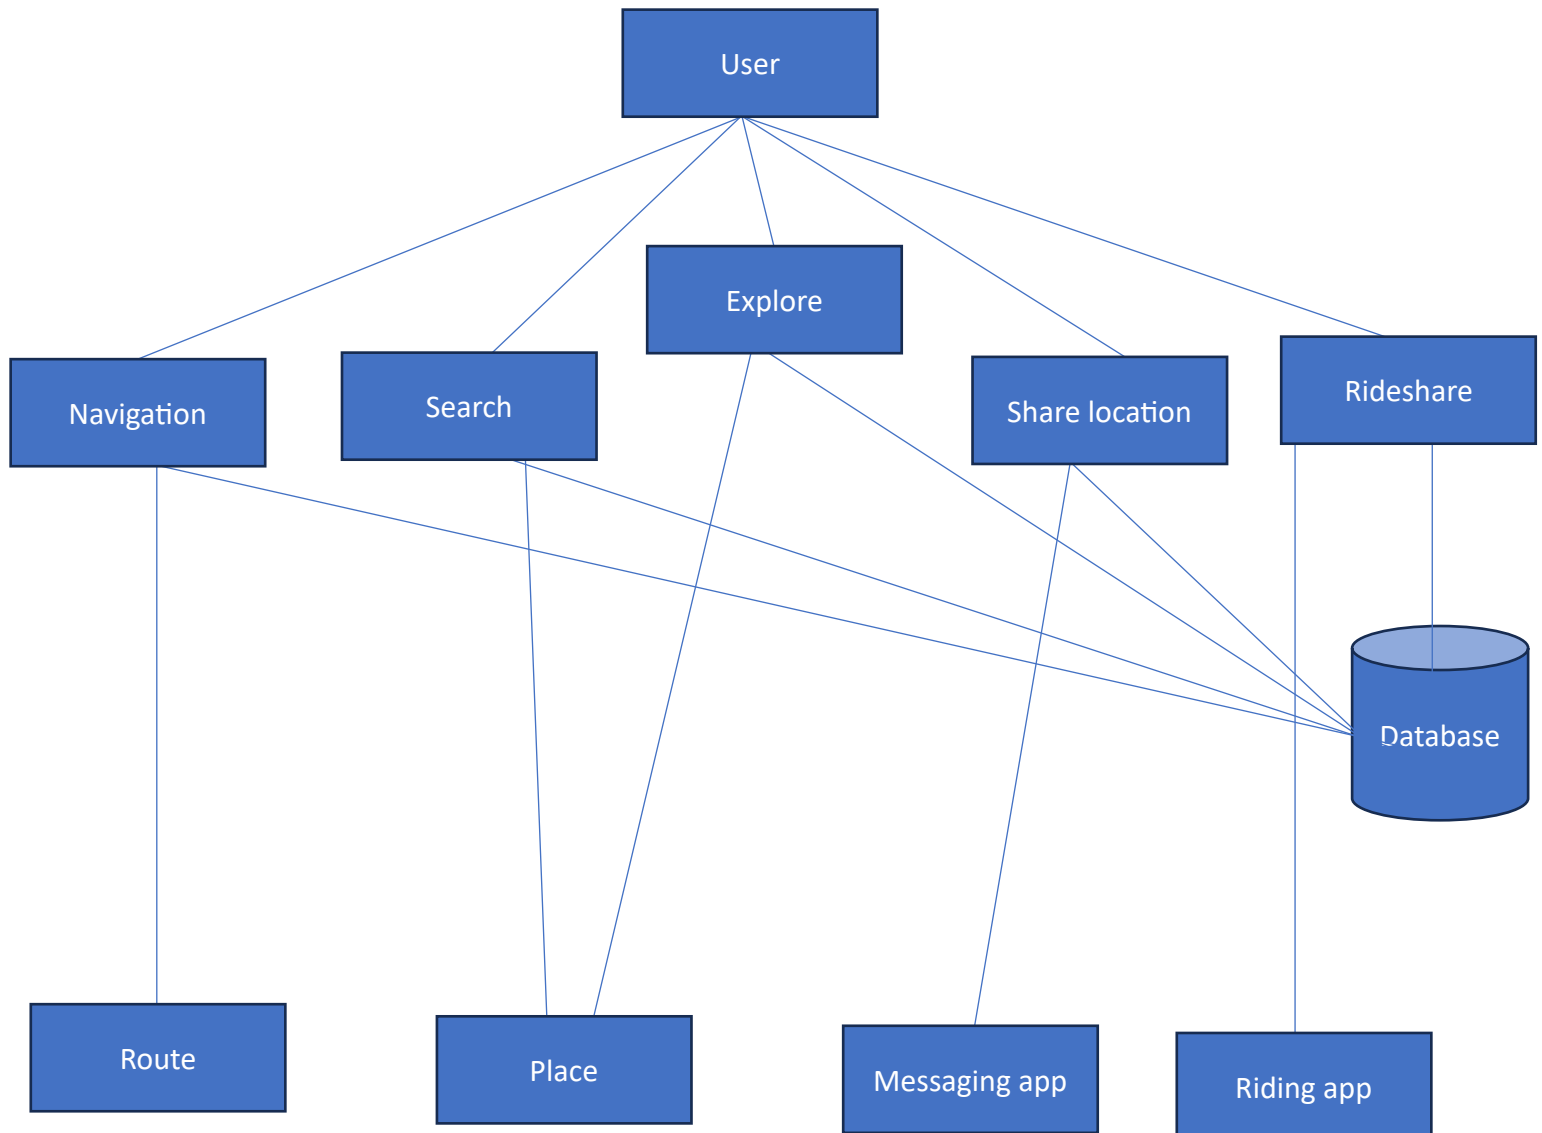 User
Explore
Navigation
Search
Share location
Rideshare
Database
Route
Place
Messaging app
Riding app